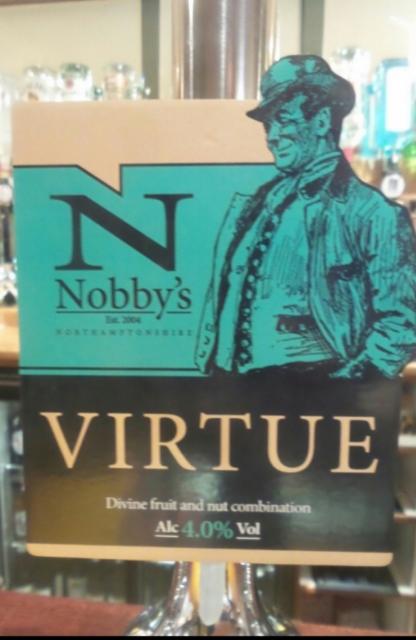 N
Nobby's
Est. 2004
NORTHAMPTONSHIRE
VIRTUE
Divine fruit and nut combination
Alc 4.0% Vol